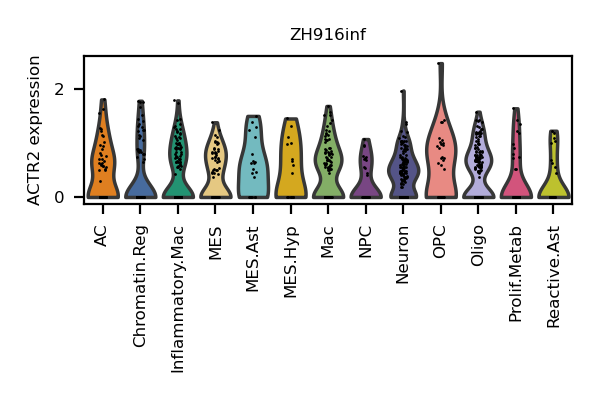 ZH916inf
ACTR2 expression
2
0
AC
Chromatin.Reg
Inflammatory.Mac
MES
MES.Ast
MES.Hyp
Mac
NPC
Neuron
OPC
Oligo
Prolif.Metab
Reactive.Ast